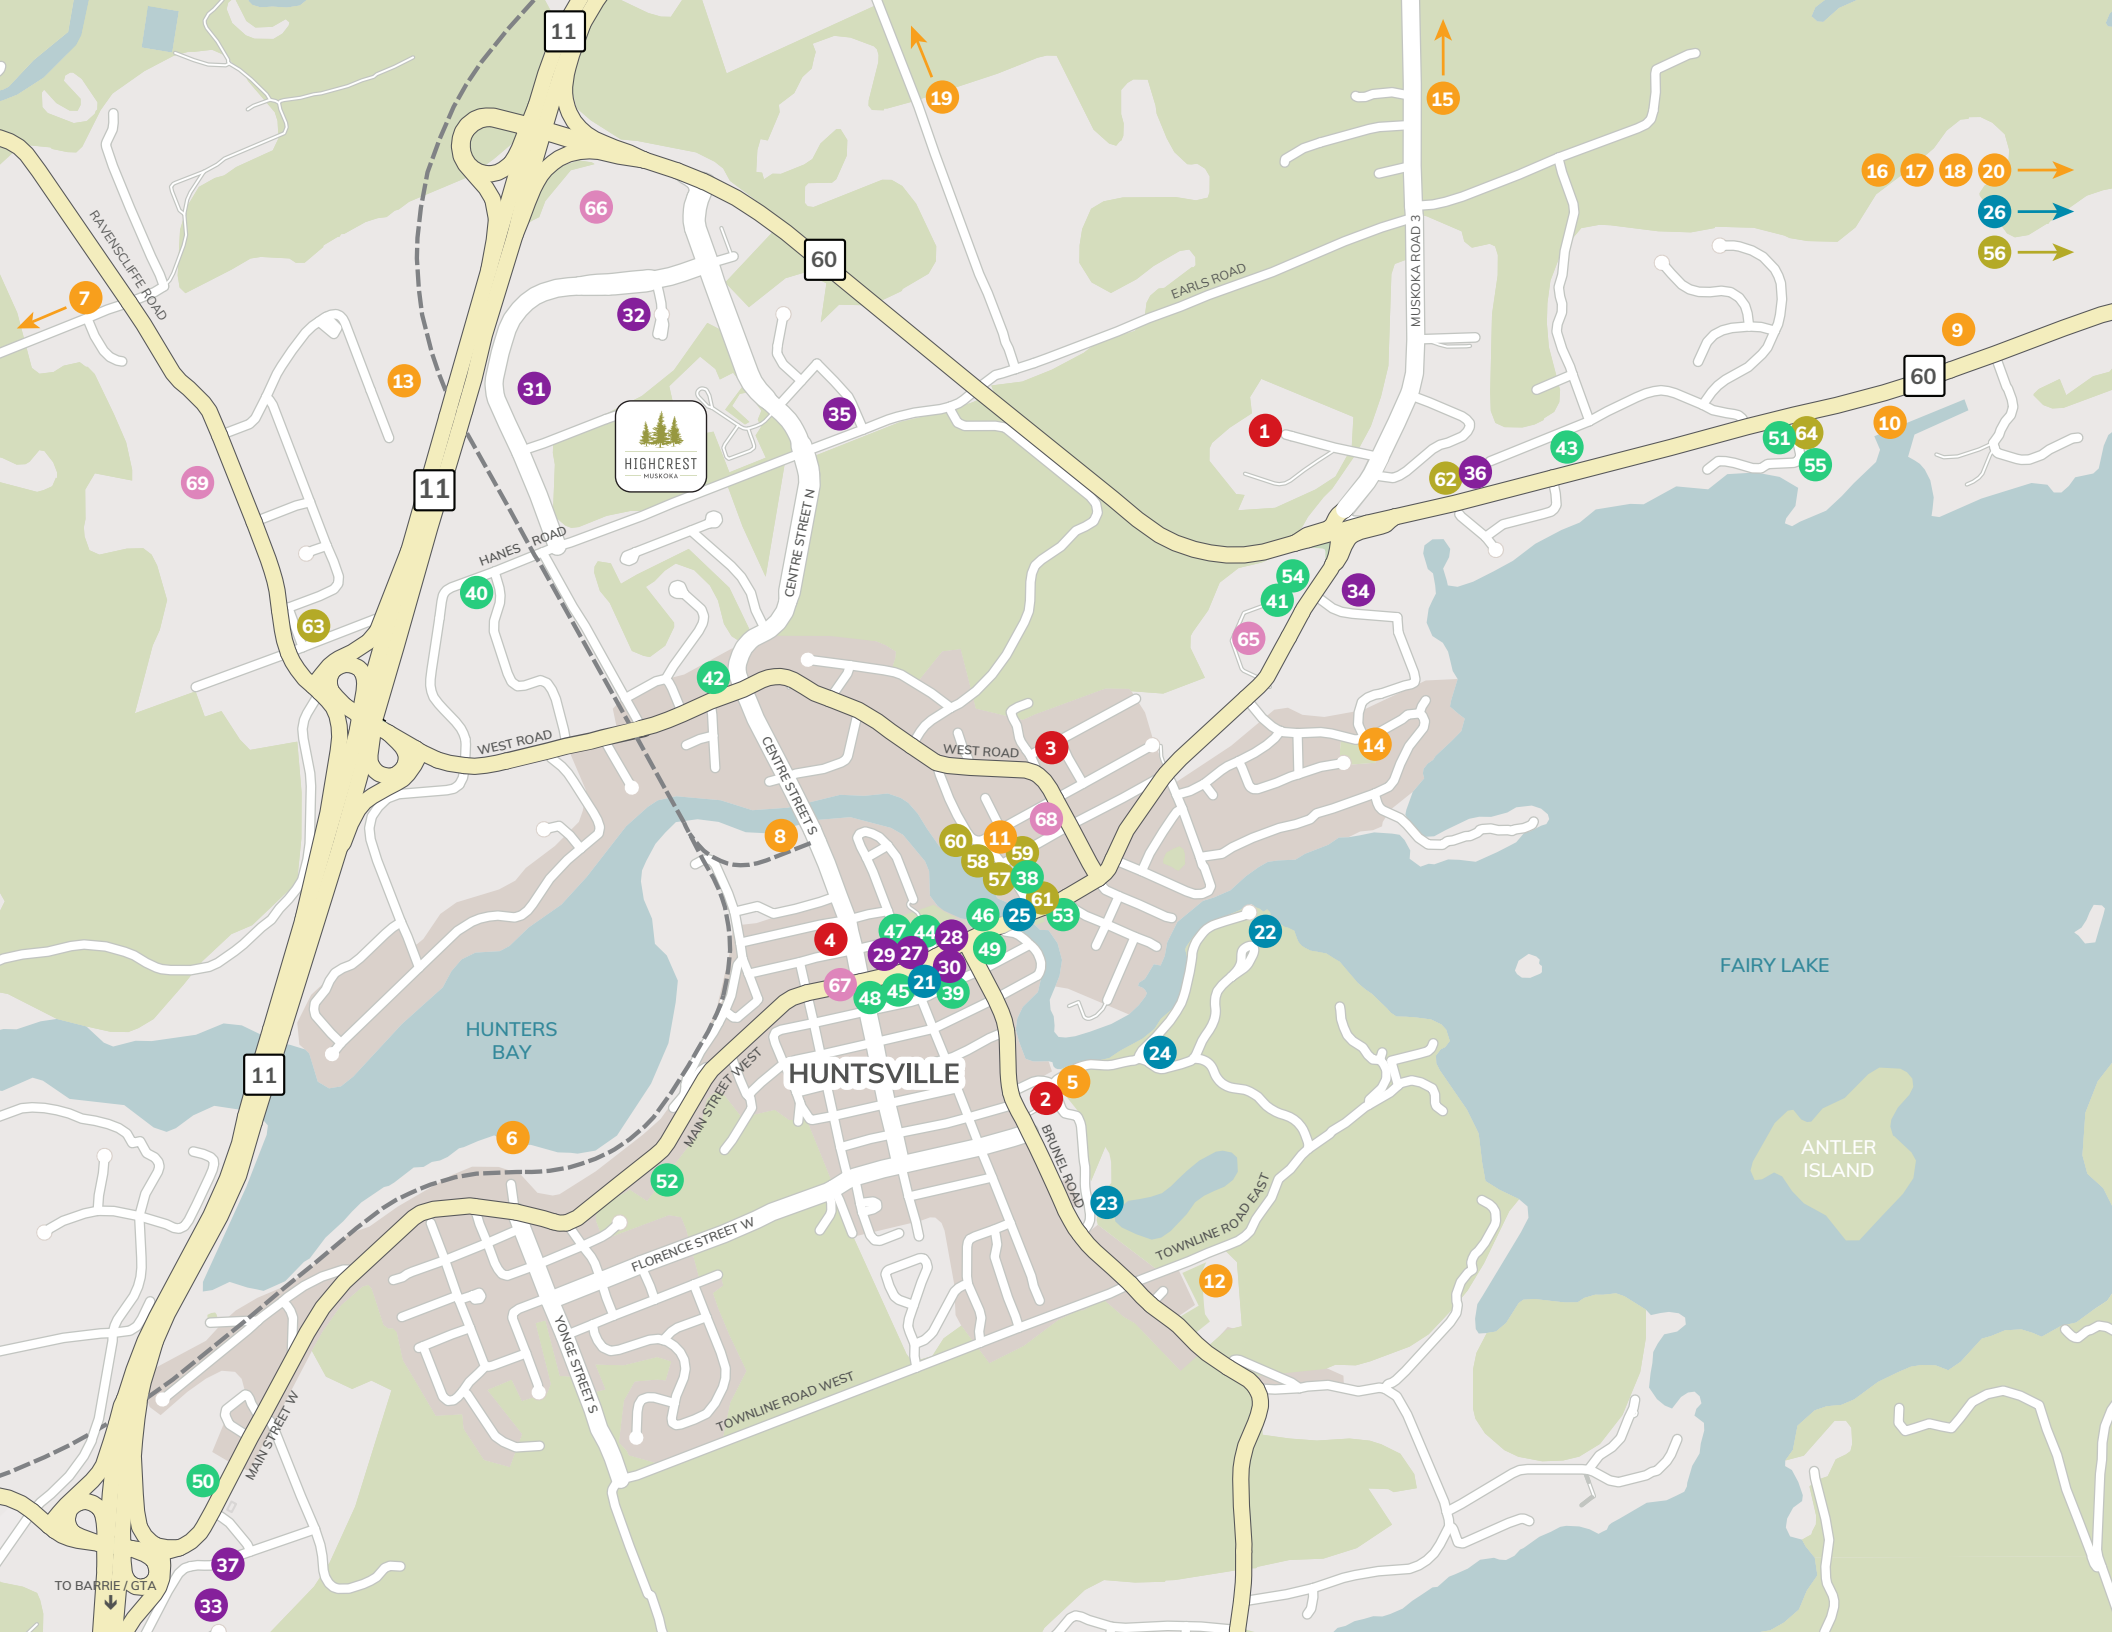 11
19
15
16 17 18 20
26
56
66
60
RAVENSCLIFFE ROAD
7
32
MUSKOKA ROAD 3
EARLS ROAD
9
13
31
60
35
HIGHCREST
MUSKOKA
1
10
51
64
43
55
69
11
62
36
HANES ROAD
CENTRE STREET N
40
54
41
34
63
65
42
WEST ROAD
WEST ROAD
3
14
CENTRE STREET S
68
8
60
11
59
58
57
38
61
46
25
53
22
47
44
28
4
29
27
49
30
FAIRY LAKE
67
48
45
21
39
HUNTERS
BAY
24
11
HUNTSVILLE
5
2
MAIN STREET WEST
6
BRUNEL ROAD
ANTLER
ISLAND
52
23
TOWNLINE ROAD EAST
FLORENCE STREET W
12
YONGE STREET S
TOWNLINE ROAD WEST
MAIN STREET W
50
37
TO BARRIE / GTA
33